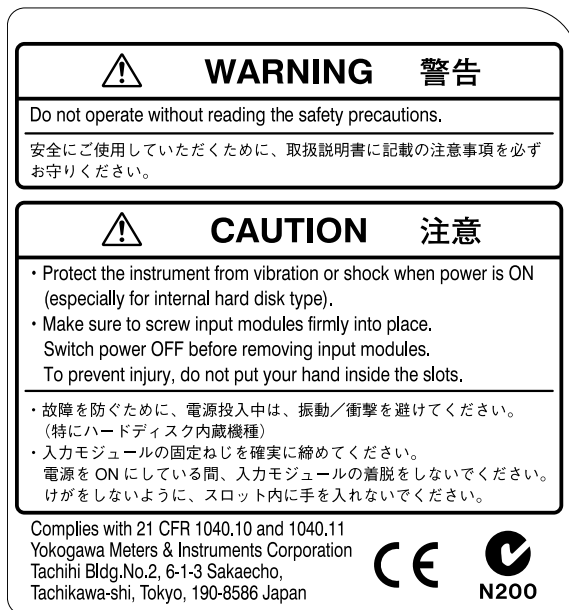 WARNING 警告
Do not operate without reading the safety precautions.
安全にご使用していただくために、取扱説明書に記載の注意事項を必ず
お守りください。
CAUTION 注意
・Protect the instrument from vibration or shock when power is ON
(especially for internal hard disk type).
・Make sure to screw input modules firmly into place.
Switch power OFF before removing input modules.
To prevent injury, do not put your hand inside the slots.
・故障を防ぐために、電源投入中は、振動／衝撃を避けてください。
（特にハードディスク内蔵機種）
・入力モジュールの固定ねじを確実に締めてください。
電源を ON にしている間、入力モジュールの着脱をしないでください。
けがをしないように、スロット内に手を入れないでください。
Complies with 21 CFR 1040.10 and 1040.11
Yokogawa Meters & Instruments Corporation
Tachihi Bldg.No.2, 6-1-3 Sakaecho,
Tachikawa-shi, Tokyo, 190-8586 Japan
CE
N200